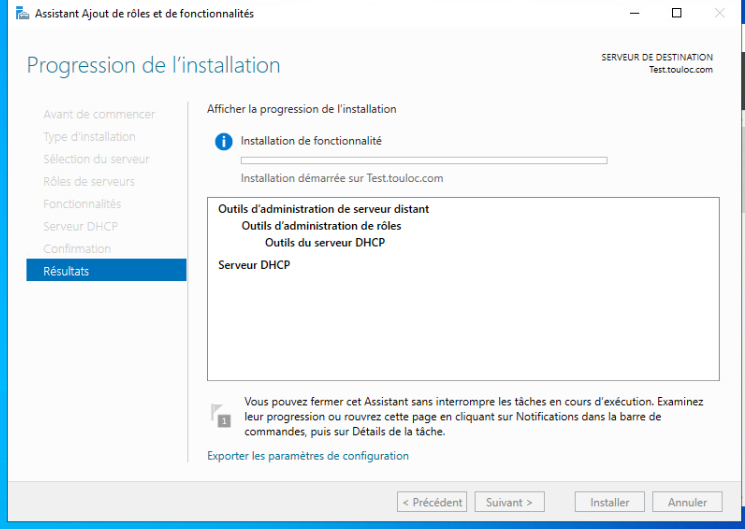 Assistant Ajout de rôles et de fonctionnalités
Progression de l'installation
SERVEUR DE DESTINATION
Test.touloc.com
Avant de commencer
Type d'installation
Sélection du serveur
Rôles de serveurs
Fonctionnalités
Serveur DHCP
Confirmation
Résultats
Afficher la progression de l'installation
Installation de fonctionnalité
Installation démarrée sur Test.touloc.com
Outils d'administration de serveur distant
Outils d'administration de rôles
Outils du serveur DHCP
Serveur DHCP
1
Vous pouvez fermer cet Assistant sans interrompre les tâches en cours d'exécution. Examinez
leur progression ou rouvrez cette page en cliquant sur Notifications dans la barre de
commandes, puis sur Détails de la tâche.
Exporter les paramètres de configuration
< Précédent
Suivant >
Installer
Annuler